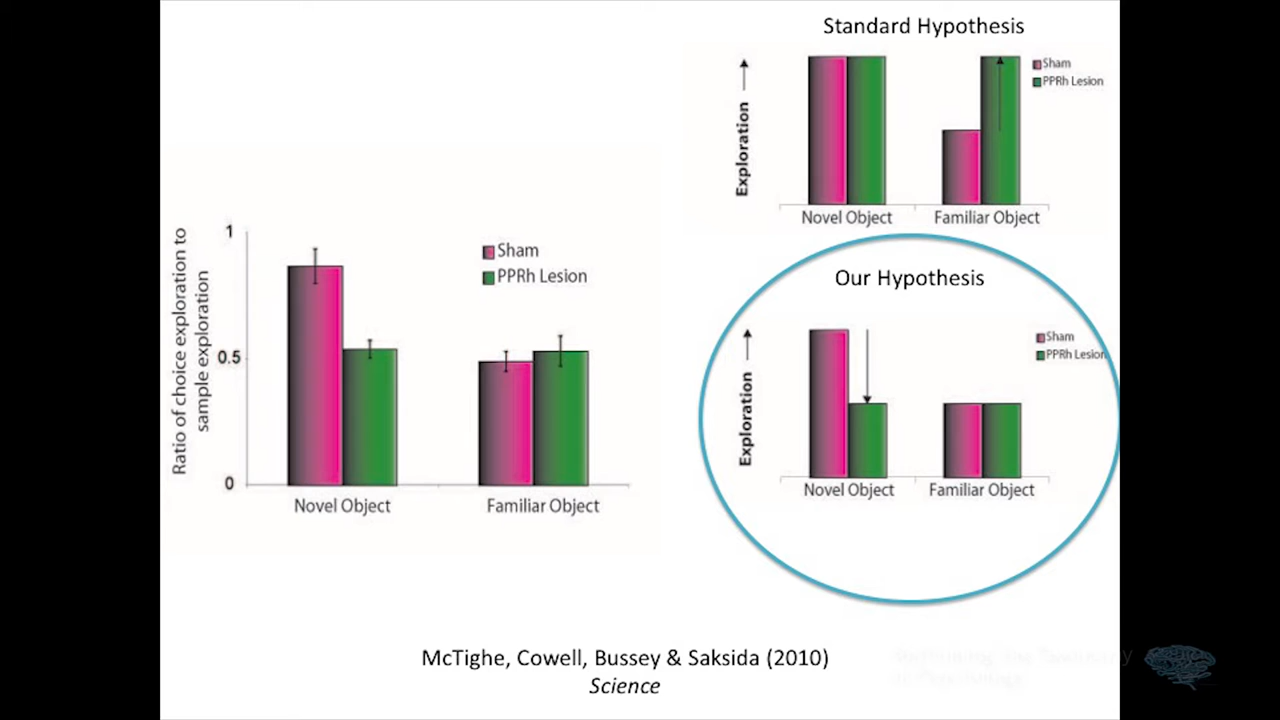 Standard Hypothesis
Exploration
Sham
PPRh Lesion
Novel Object
Familiar Object
Ratio of choice exploration to
sample exploration
1
0.5
0
Sham
PPRh Lesion
Novel Object
Familiar Object
Our Hypothesis
Exploration
Sham
PPRh Lesion
Novel Object
Familiar Object
McTighe, Cowell, Bussey & Saksida (2010)
Science